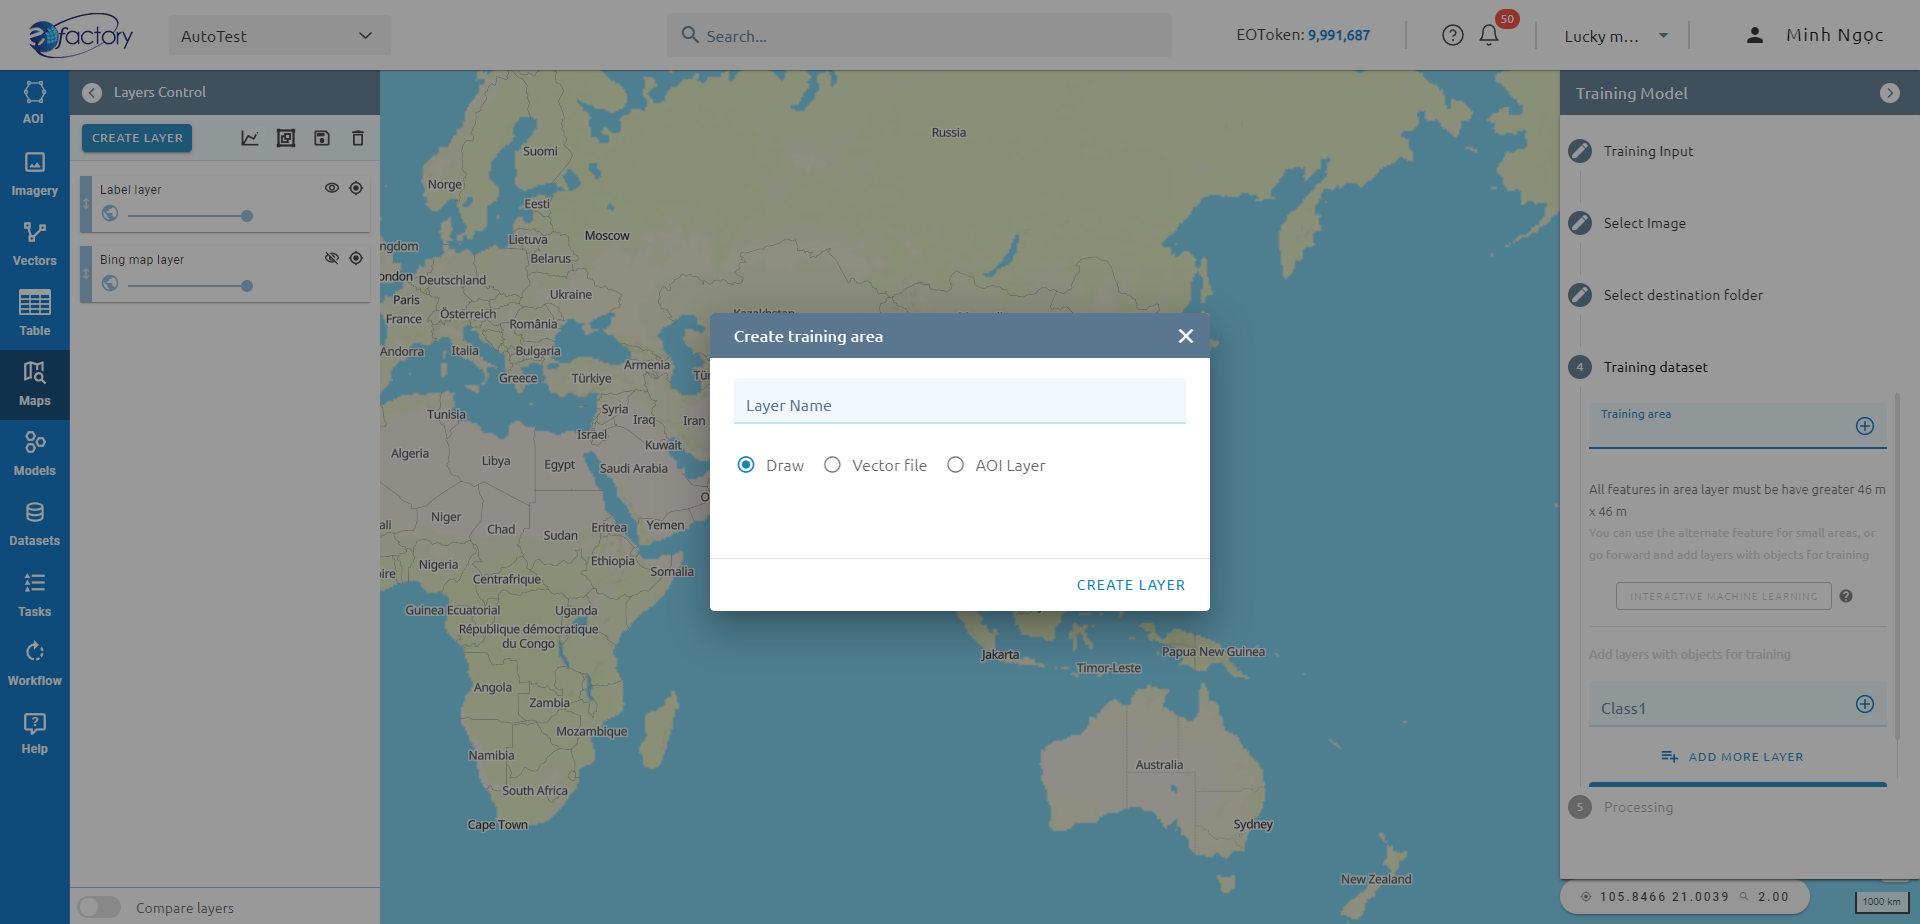 eofactory
AutoTest
Search...
EOToken: 9,991,687
50
Lucky m...
Minh Ngọc
AOI
Imagery
Vectors
Table
Maps
Models
Datasets
Tasks
Workflow
Help
Layers Control
CREATE LAYER
Label layer
Bing map layer
Compare layers
Russia
Suomi
Norge
Eesti
Moscow
Lietuva
ngdom
Belarus
ondon
Deutschland
Paris
Ukraine
France
Österreich
România
Kazakhstan
Andorra
Italia
Bulgaria
Armenia
Greece
Türkiye
Tür
Tunisia
Syria
Iraq
Iran
Israel
Kuwait
Algeria
Libya
Egypt
Saudi Arabia
O
ali
Niger
Chad
Sudan
Eritrea
Yemen
Nigeria
Ethiopia
ire
Centrafrique
Somalia
Guinea Ecuatorial
Uganda
République démocratique
du Congo
Angola
Zambia
Mozambique
Namibia
South Africa
Cape Town
Jakarta
Timor-Leste
Papua New Guinea
Australia
Sydney
New Zealand
Create training area
Layer Name
Draw
Vector file
AOI Layer
CREATE LAYER
Training Model
Training Input
Select Image
Select destination folder
4
Training dataset
Training area
All features in area layer must be have greater 46 m
x 46 m
You can use the alternate feature for small areas, or
go forward and add layers with objects for training
INTERACTIVE MACHINE LEARNING
Add layers with objects for training
Class1
ADD MORE LAYER
5
Processing
105.8466 21.0039
2.00
1000 km